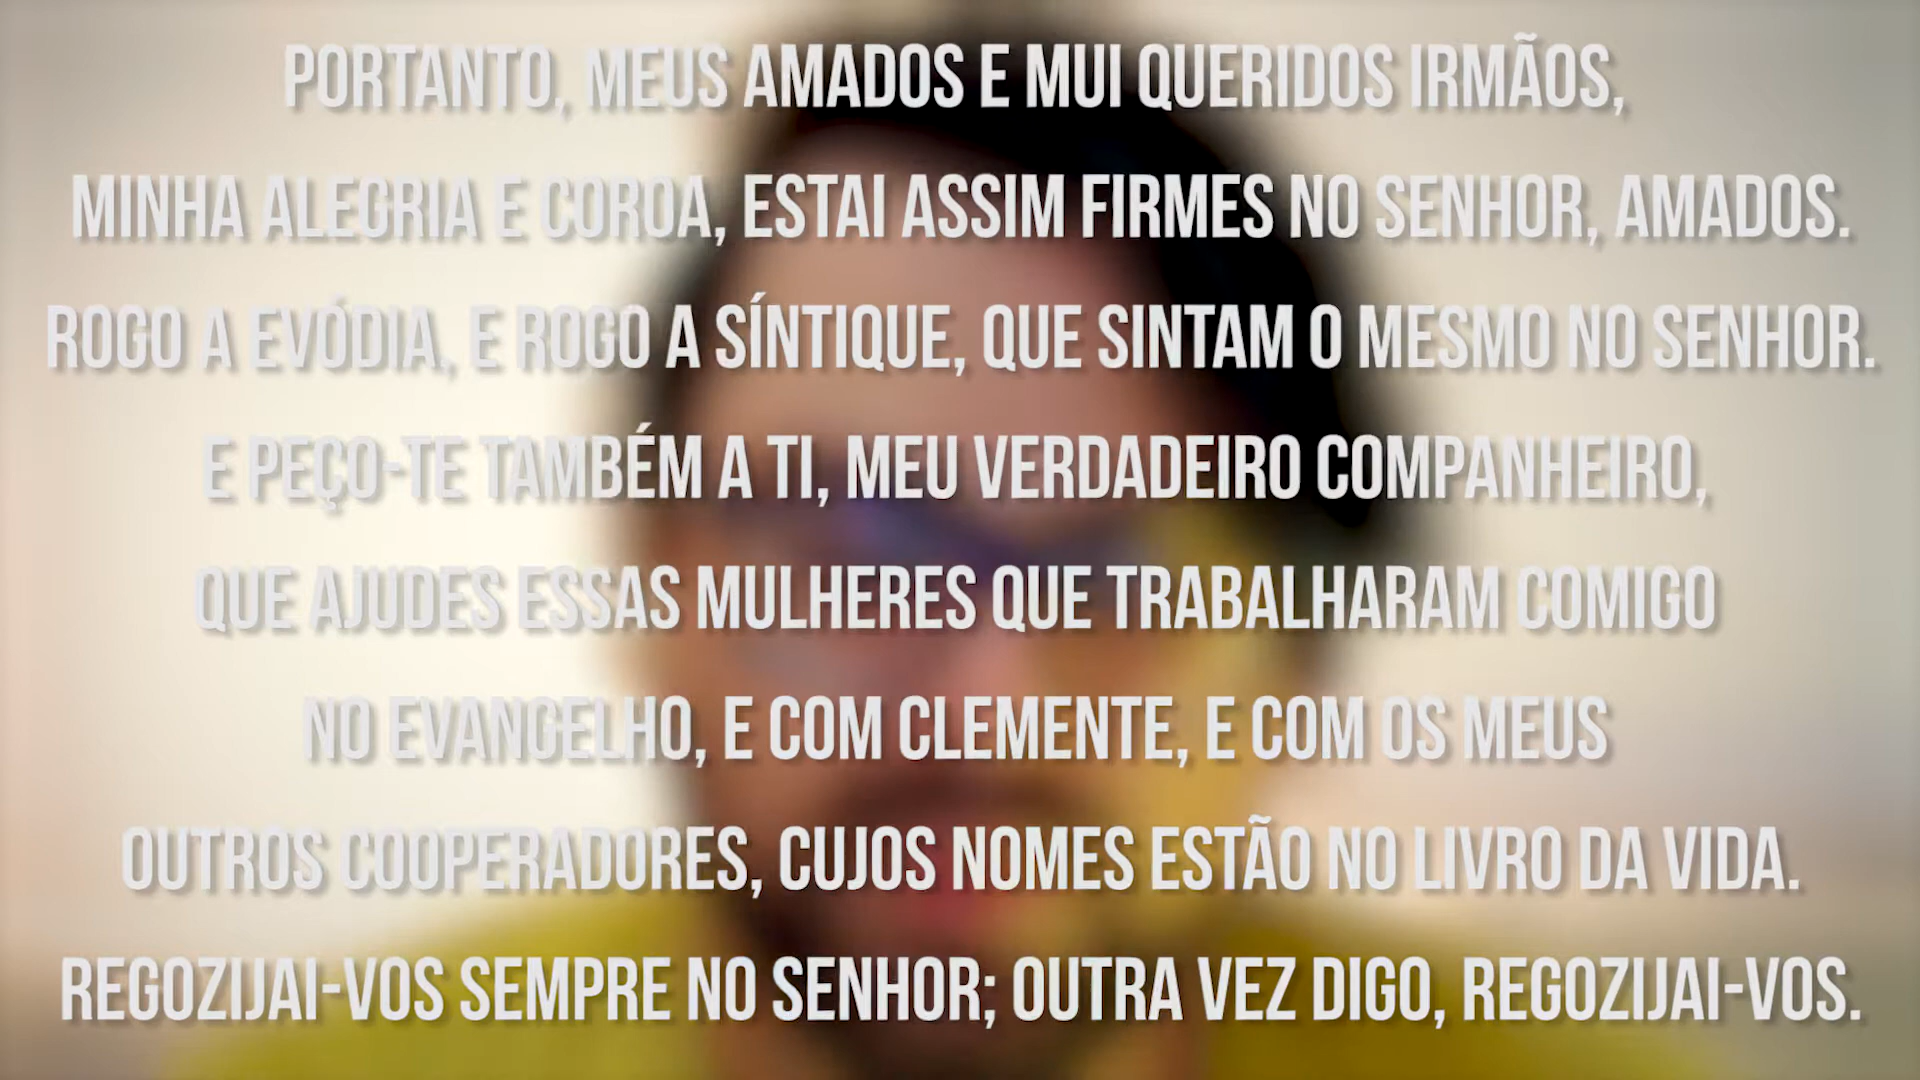 PORTANTO, MEUS AMADOS E MUI QUERIDOS IRMÃOS,
MINHA ALEGRIA E COROA, ESTAI ASSIM FIRMES NO SENHOR, AMADOS.
ROGO A EVÓDIA, E ROGO A SÍNTIQUE, QUE SINTAM O MESMO NO SENHOR.
E PEÇO-TE TAMBÉM A TI, MEU VERDADEIRO COMPANHEIRO,
QUE AJUDES ESSAS MULHERES QUE TRABALHARAM COMIGO
NO EVANGELHO, E COM CLEMENTE, E COM OS MEUS
OUTROS COOPERADORES, CUJOS NOMES ESTÃO NO LIVRO DA VIDA.
REGOZIJAI-VOS SEMPRE NO SENHOR; OUTRA VEZ DIGO, REGOZIJAI-VOS.